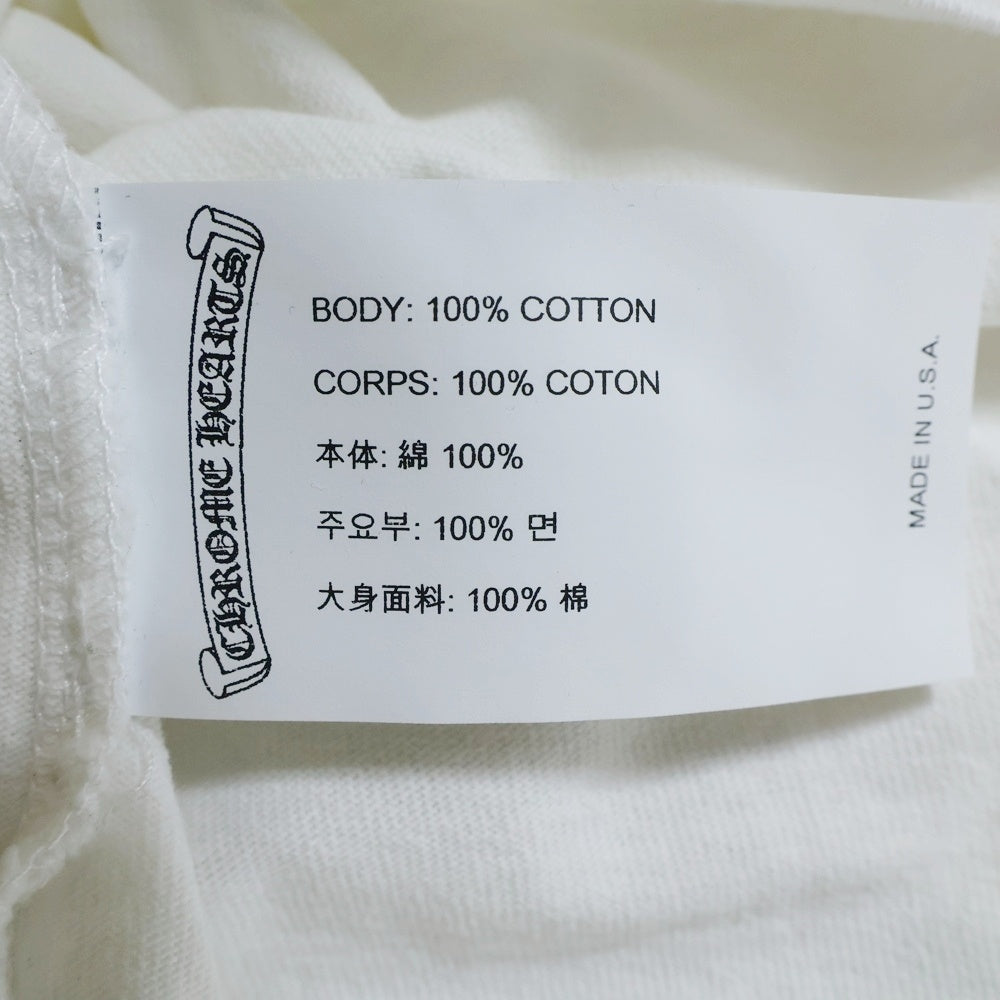 CHROME HEARTS
BODY: 100% COTTON
CORPS: 100% COTON
本体: 綿 100%
주요부: 100% 면
大身面料: 100% 棉
MADE IN U.S.A.